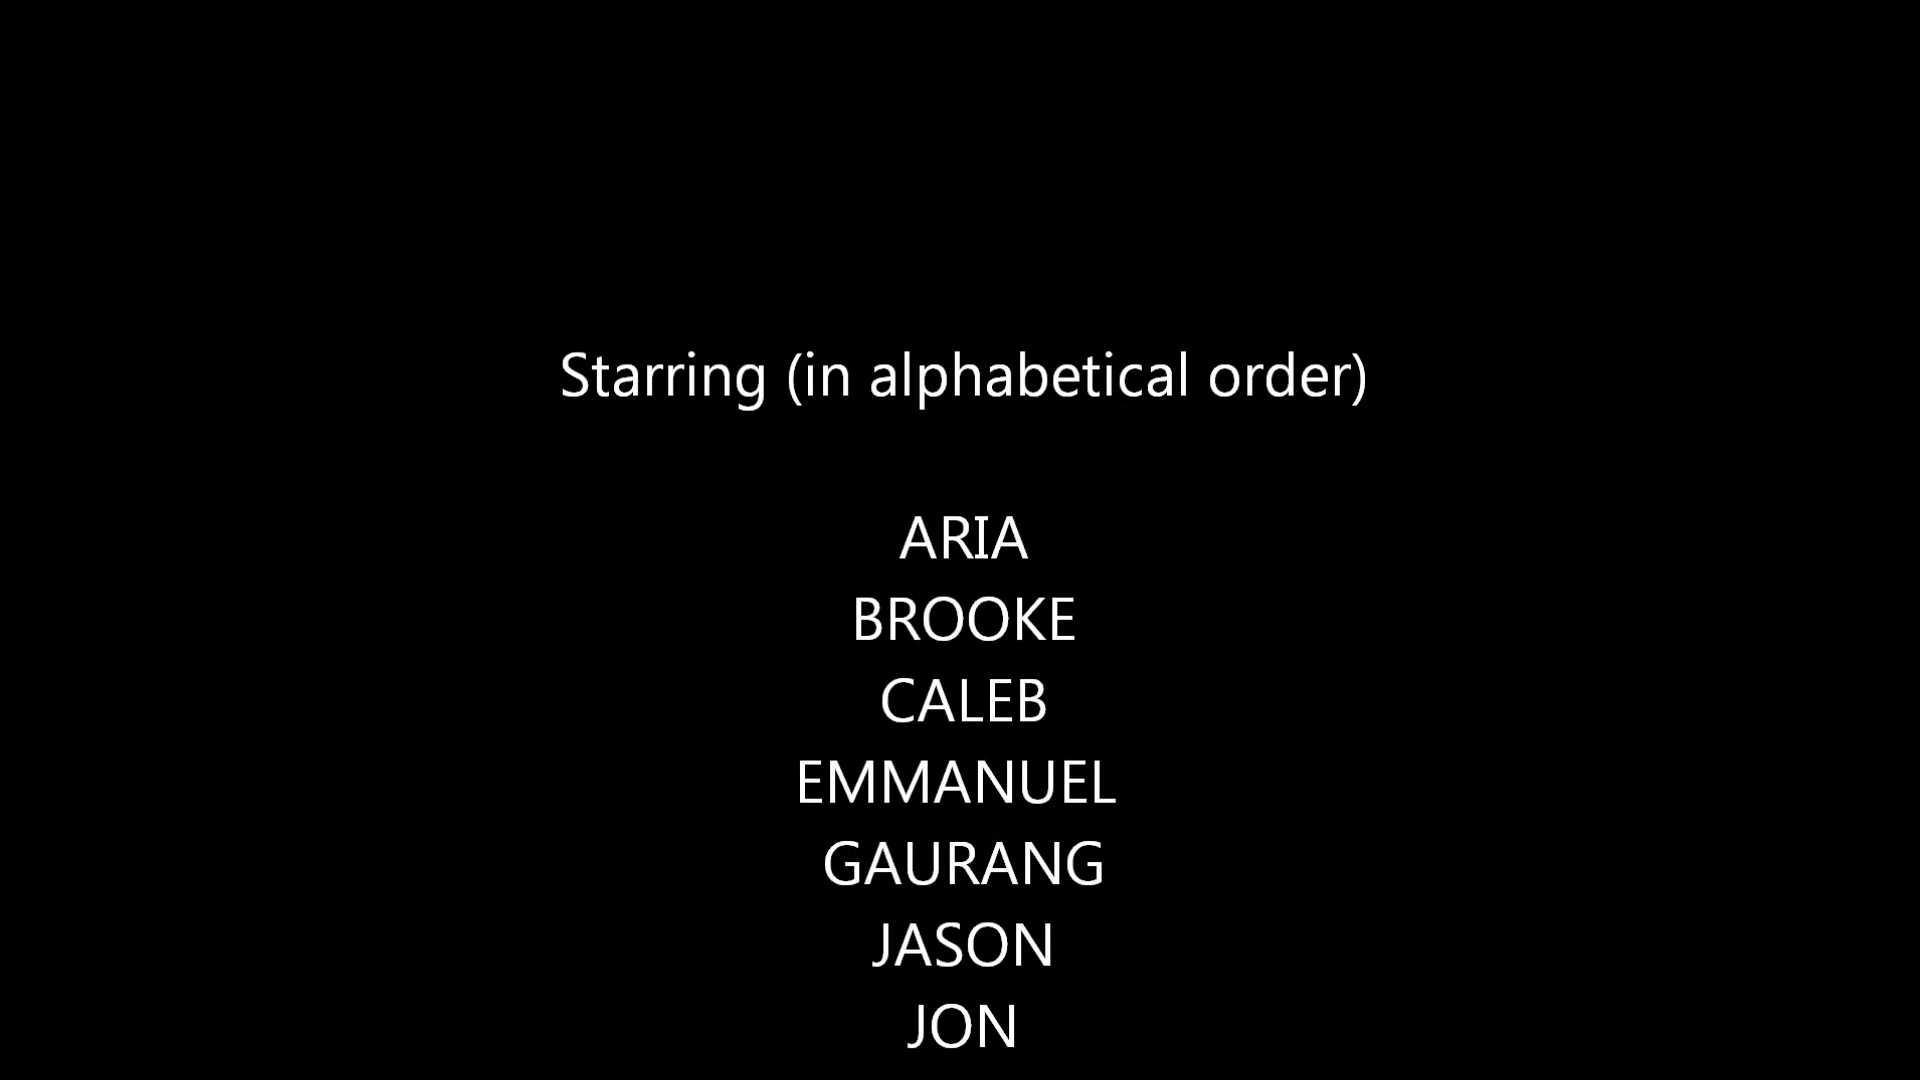 Starring (in alphabetical order)
ARIA
BROOKE
CALEB
EMMANUEL
GAURANG
JASON
JON